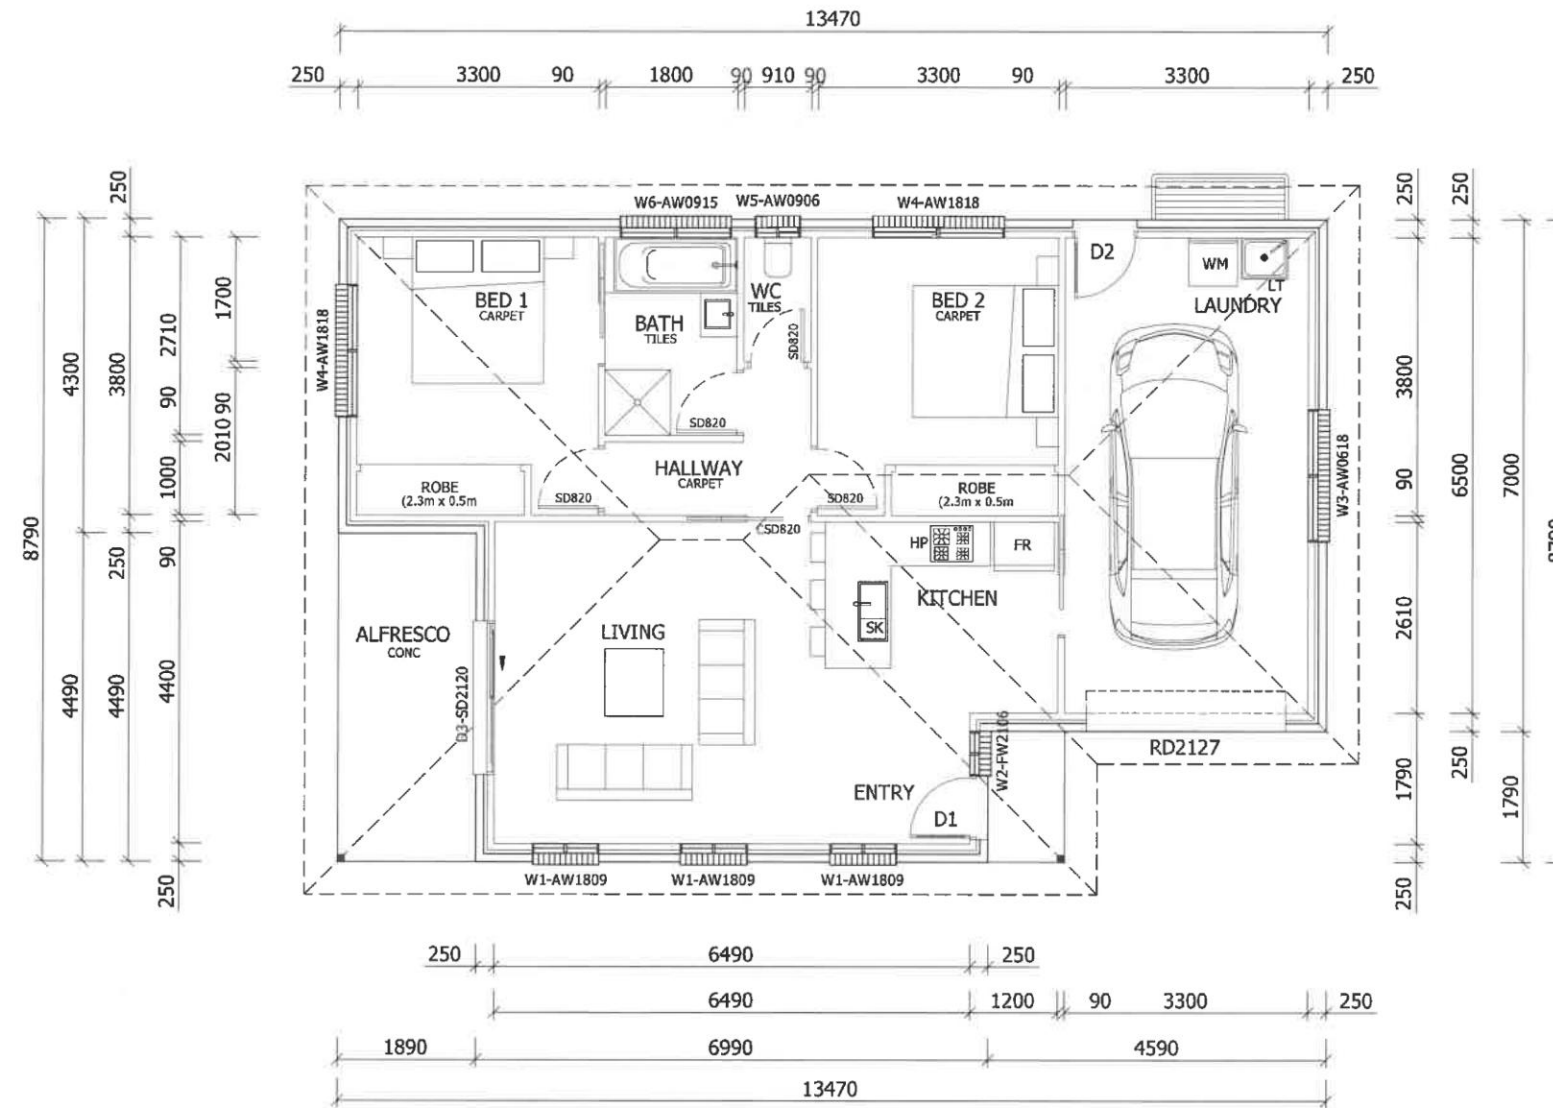 13470
250 3300 90 1800 90 910 90 3300 90 3300 250
250
250
250
W6-AW0915 W5-AW0906 W4-AW1818
D2
WM
LT
LAUNDRY
BED 1
CARPET
BATH
TILES
WC
TILES
BED 2
CARPET
SD820
W4-AW1818
1700
2710
3800
4300
90
2010 90
1000
8790
SD820
HALLWAY
CARPET
ROBE
(2.3m x 0.5m
SD820
SD820
ROBE
(2.3m x 0.5m
CSD820
3800
90
6500
7000
W3-AW0618
HP
FR
KITCHEN
SK
250
90
ALFRESCO
CONC
LIVING
2610
4490
4490
4400
D3-SD2120
W2-FW2106
RD2127
ENTRY
D1
1790
250
1790
250
250
W1-AW1809 W1-AW1809 W1-AW1809
250 6490 250
6490 1200 90 3300 250
1890 6990 4590
13470